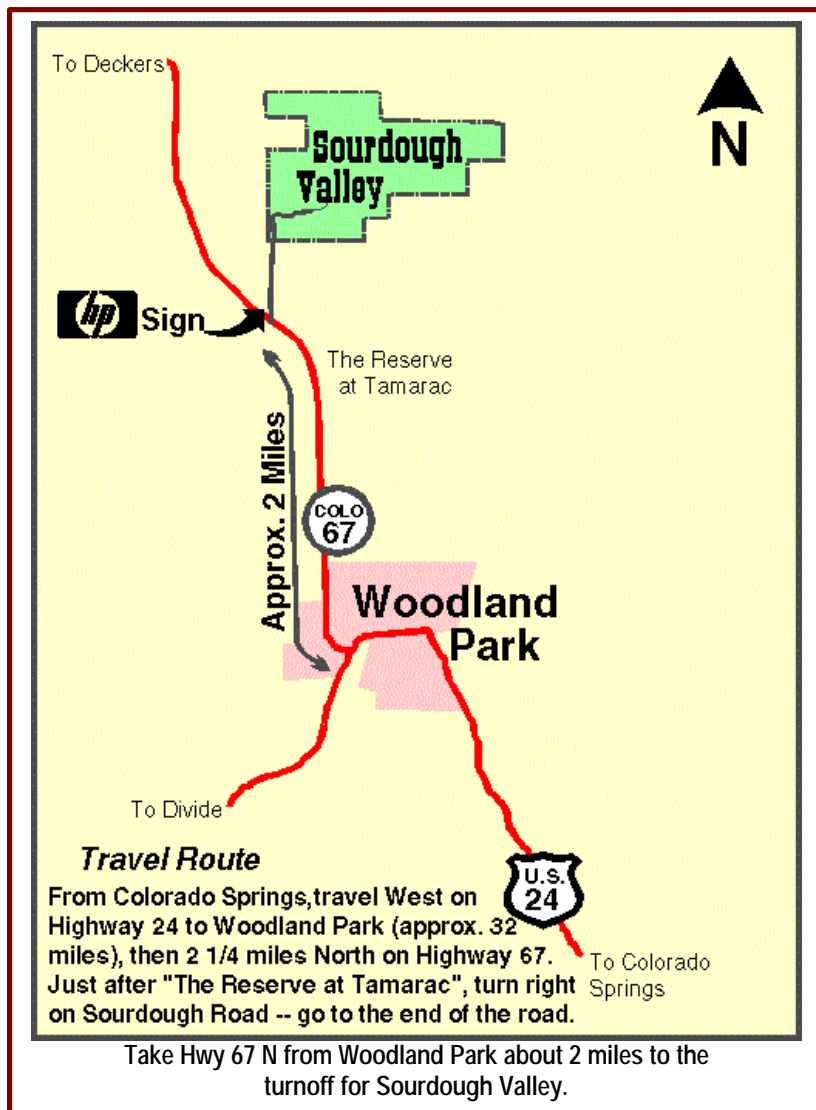 To Deckers
N
Sourdough
Valley
hp
Sign
The Reserve
at Tamarac
Approx. 2 Miles
COLO
67
Woodland
Park
To Divide
Travel Route
U.S.
24
From Colorado Springs,travel West on
Highway 24 to Woodland Park (approx. 32
miles), then 2 1/4 miles North on Highway 67.
Just after "The Reserve at Tamarac", turn right
on Sourdough Road -- go to the end of the road.
To Colorado
Springs
Take Hwy 67 N from Woodland Park about 2 miles to the
turnoff for Sourdough Valley.